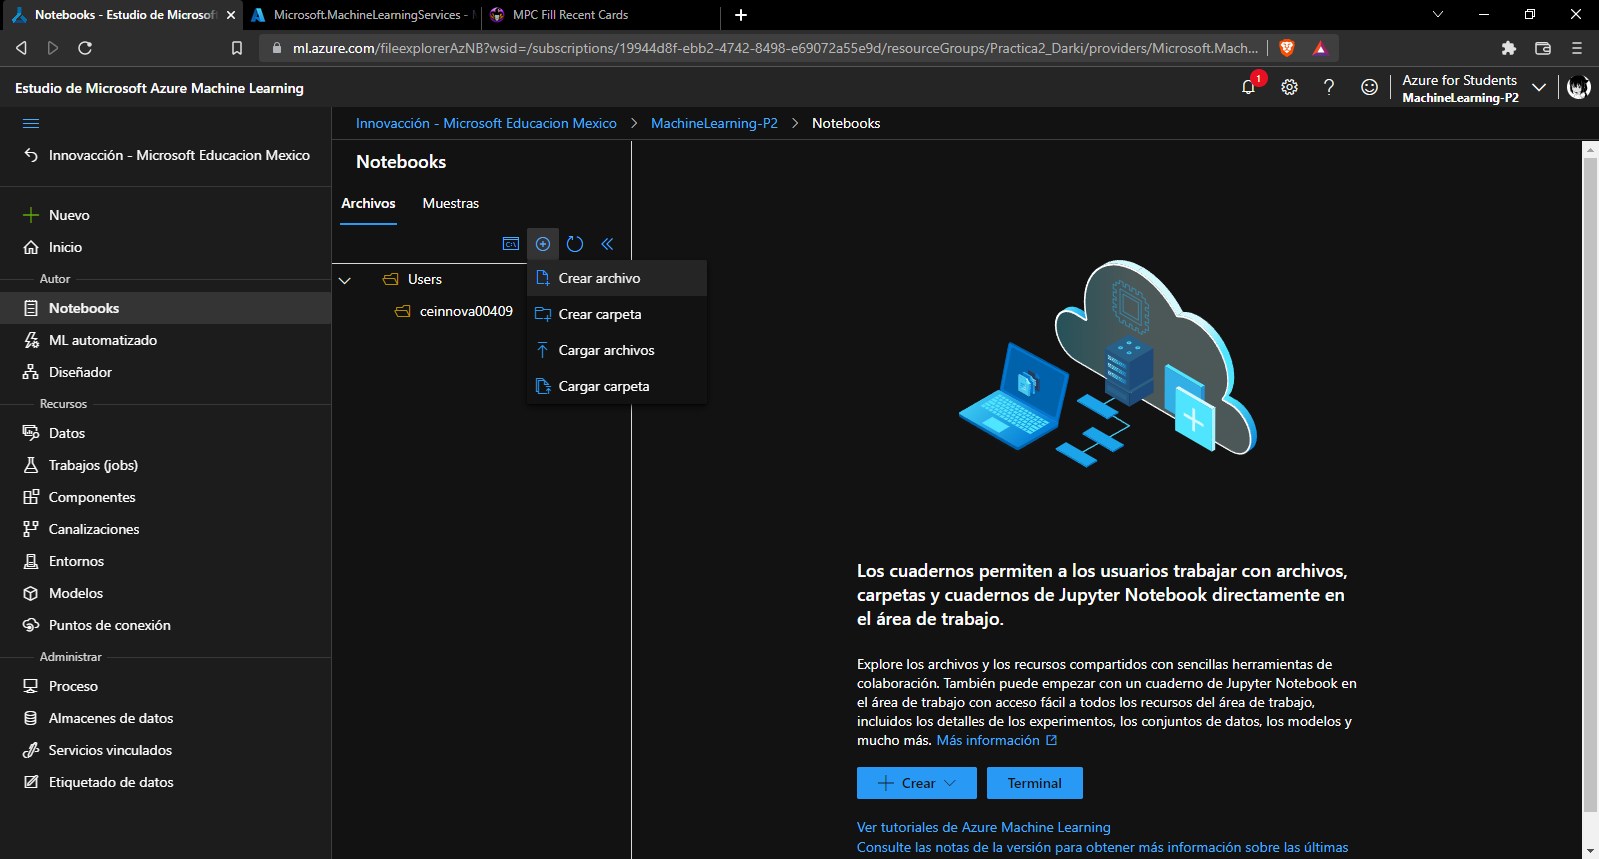 Notebooks - Estudio de Microsoft
Microsoft.MachineLearningServices -
MPC Fill Recent Cards
ml.azure.com/fileexplorerAzNB?wsid=/subscriptions/19944d8f-ebb2-4742-8498-e69072a55e9d/resourceGroups/Practica2_Darki/providers/Microsoft.Mach...
Estudio de Microsoft Azure Machine Learning
1
Azure for Students
MachineLearning-P2
Innovacción - Microsoft Educacion Mexico
Nuevo
Inicio
Autor
Notebooks
ML automatizado
Diseñador
Recursos
Datos
Trabajos (jobs)
Componentes
Canalizaciones
Entornos
Modelos
Puntos de conexión
Administrar
Proceso
Almacenes de datos
Servicios vinculados
Etiquetado de datos
Innovacción - Microsoft Educacion Mexico > MachineLearning-P2 > Notebooks
Notebooks
Archivos
Muestras
Users
ceinnova00409
Crear archivo
Crear carpeta
Cargar archivos
Cargar carpeta
Los cuadernos permiten a los usuarios trabajar con archivos,
carpetas y cuadernos de Jupyter Notebook directamente en
el área de trabajo.
Explore los archivos y los recursos compartidos con sencillas herramientas de
colaboración. También puede empezar con un cuaderno de Jupyter Notebook en
el área de trabajo con acceso fácil a todos los recursos del área de trabajo,
incluidos los detalles de los experimentos, los conjuntos de datos, los modelos y
mucho más. Más información
Crear
Terminal
Ver tutoriales de Azure Machine Learning
Consulte las notas de la versión para obtener más información sobre las últimas